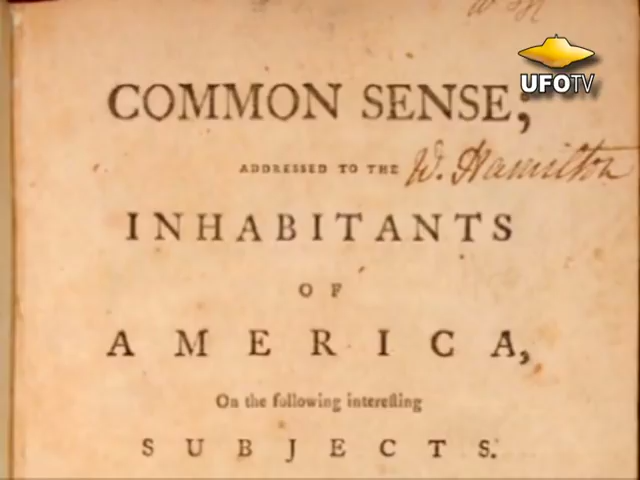 UFOTV
COMMON SENSE;
ADDRESSED TO THE W. Hamilton
INHABITANTS
OF
AMERICA,
On the following intereſting
SUBJECTS.